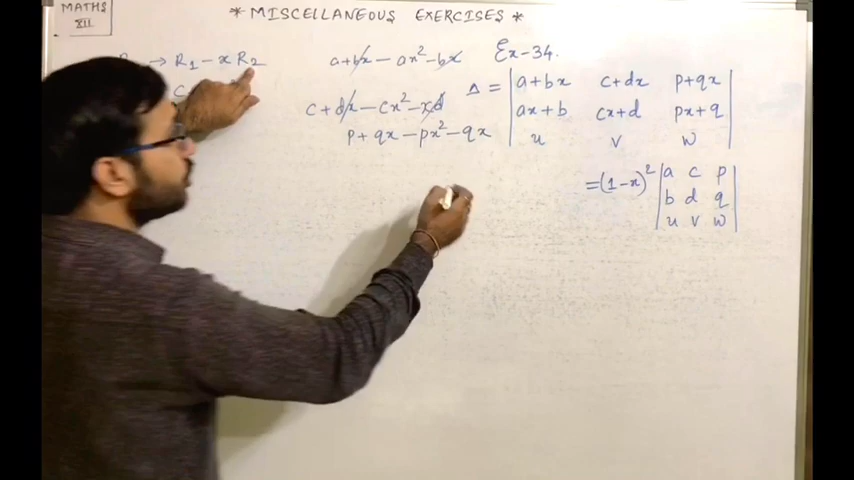 MATHS
XII
*MISCELLANEOUS EXERCISES*
→ R₁ - x R₂
a+bx - ax² - bx
Ex-34.
c + dx - cx² - xd
p + qx - px² - qx
Δ = | a+bx c+dx p+qx |
| ax+b cx+d px+q |
| u v w |
= (1-x)² | a c p |
| b d q |
| u v w |